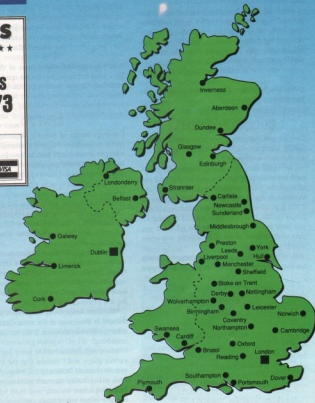 S
S
73
VISA
Inverness
Aberdeen
Dundee
Glasgow
Edinburgh
Stranraer
Londonderry
Belfast
Carlisle
Newcastle
Sunderland
Middlesbrough
Galway
Dublin
Limerick
Cork
Preston
York
Leeds
Hull
Liverpool
Manchester
Sheffield
Stoke on Trent
Derby
Nottingham
Wolverhampton
Leicester
Norwich
Birmingham
Coventry
Northampton
Cambridge
Swansea
Cardiff
Oxford
London
Bristol
Reading
Southampton
Dover
Plymouth
Portsmouth